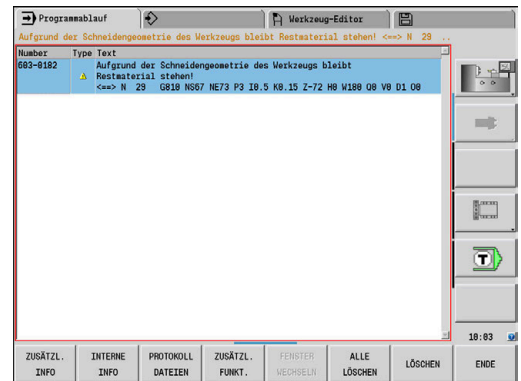 Programmablauf
Werkzeug-Editor
Aufgrund der Schneidengeometrie des Werkzeugs bleibt Restmaterial stehen! <==> N 29 ..
Number Type Text
603-0182 Aufgrund der Schneidengeometrie des Werkzeugs bleibt
Restmaterial stehen!
<==> N 29 G810 NS67 NE73 P3 I0.5 K0.15 Z-72 H0 W180 Q0 V0 D1 O0
T
10:03
ZUSÄTZL. INFO
INTERNE INFO
PROTOKOLL DATEIEN
ZUSÄTZL. FUNKT.
FENSTER WECHSELN
ALLE LÖSCHEN
LÖSCHEN
ENDE